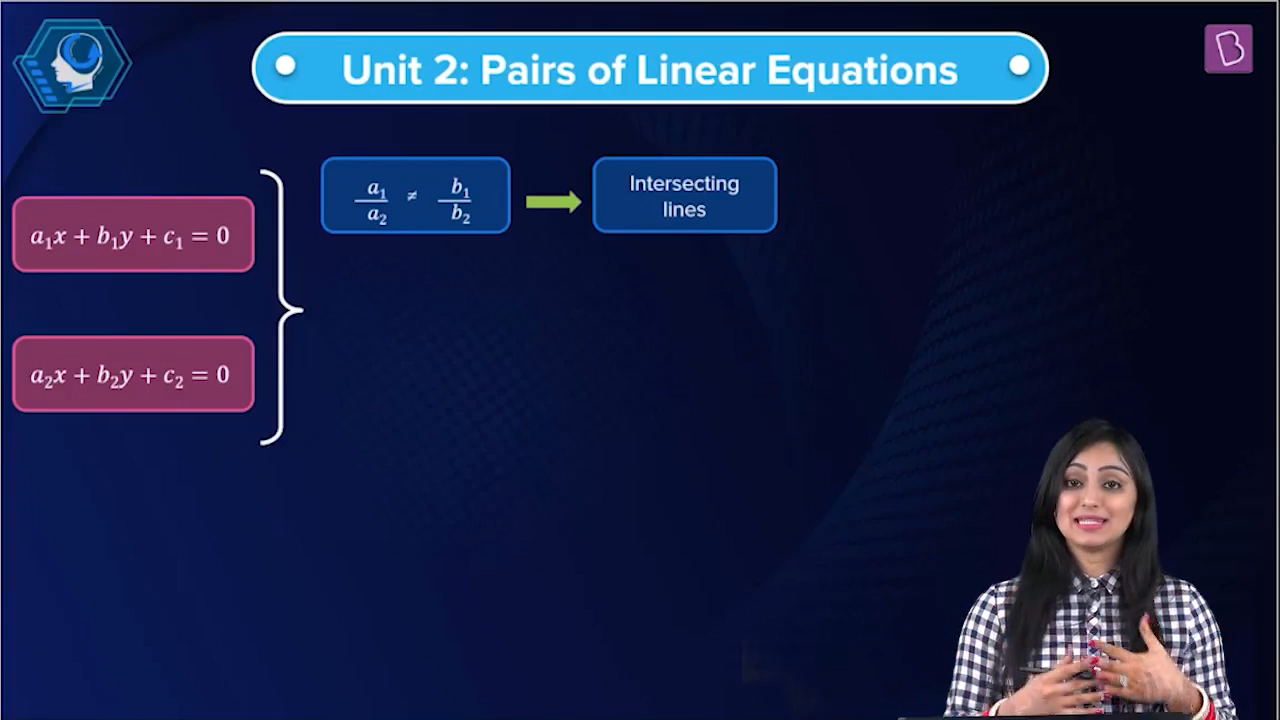 Unit 2: Pairs of Linear Equations
B
a₁x + b₁y + c₁ = 0
a₂x + b₂y + c₂ = 0
a₁/a₂ ≠ b₁/b₂
Intersecting
lines